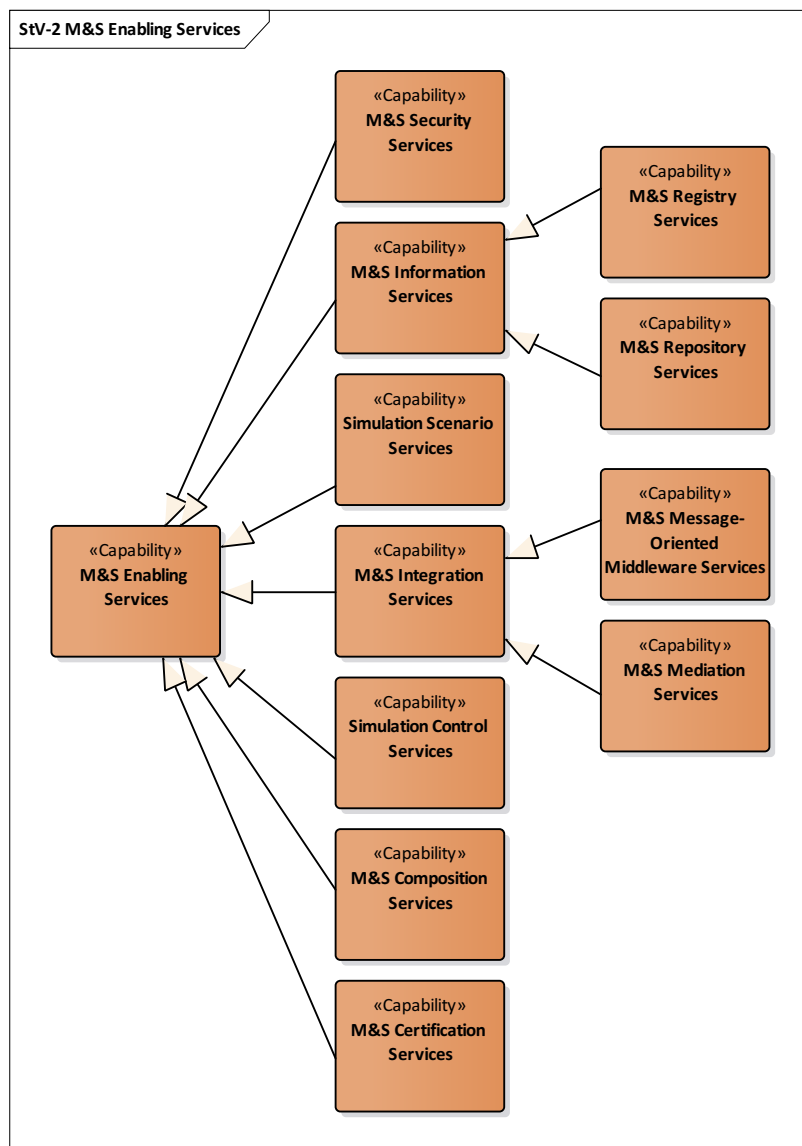 StV-2 M&S Enabling Services
«Capability»
M&S Security
Services
«Capability»
M&S Registry
Services
«Capability»
M&S Information
Services
«Capability»
M&S Repository
Services
«Capability»
Simulation Scenario
Services
«Capability»
M&S Message-
Oriented
Middleware Services
«Capability»
M&S Enabling
Services
«Capability»
M&S Integration
Services
«Capability»
M&S Mediation
Services
«Capability»
Simulation Control
Services
«Capability»
M&S Composition
Services
«Capability»
M&S Certification
Services